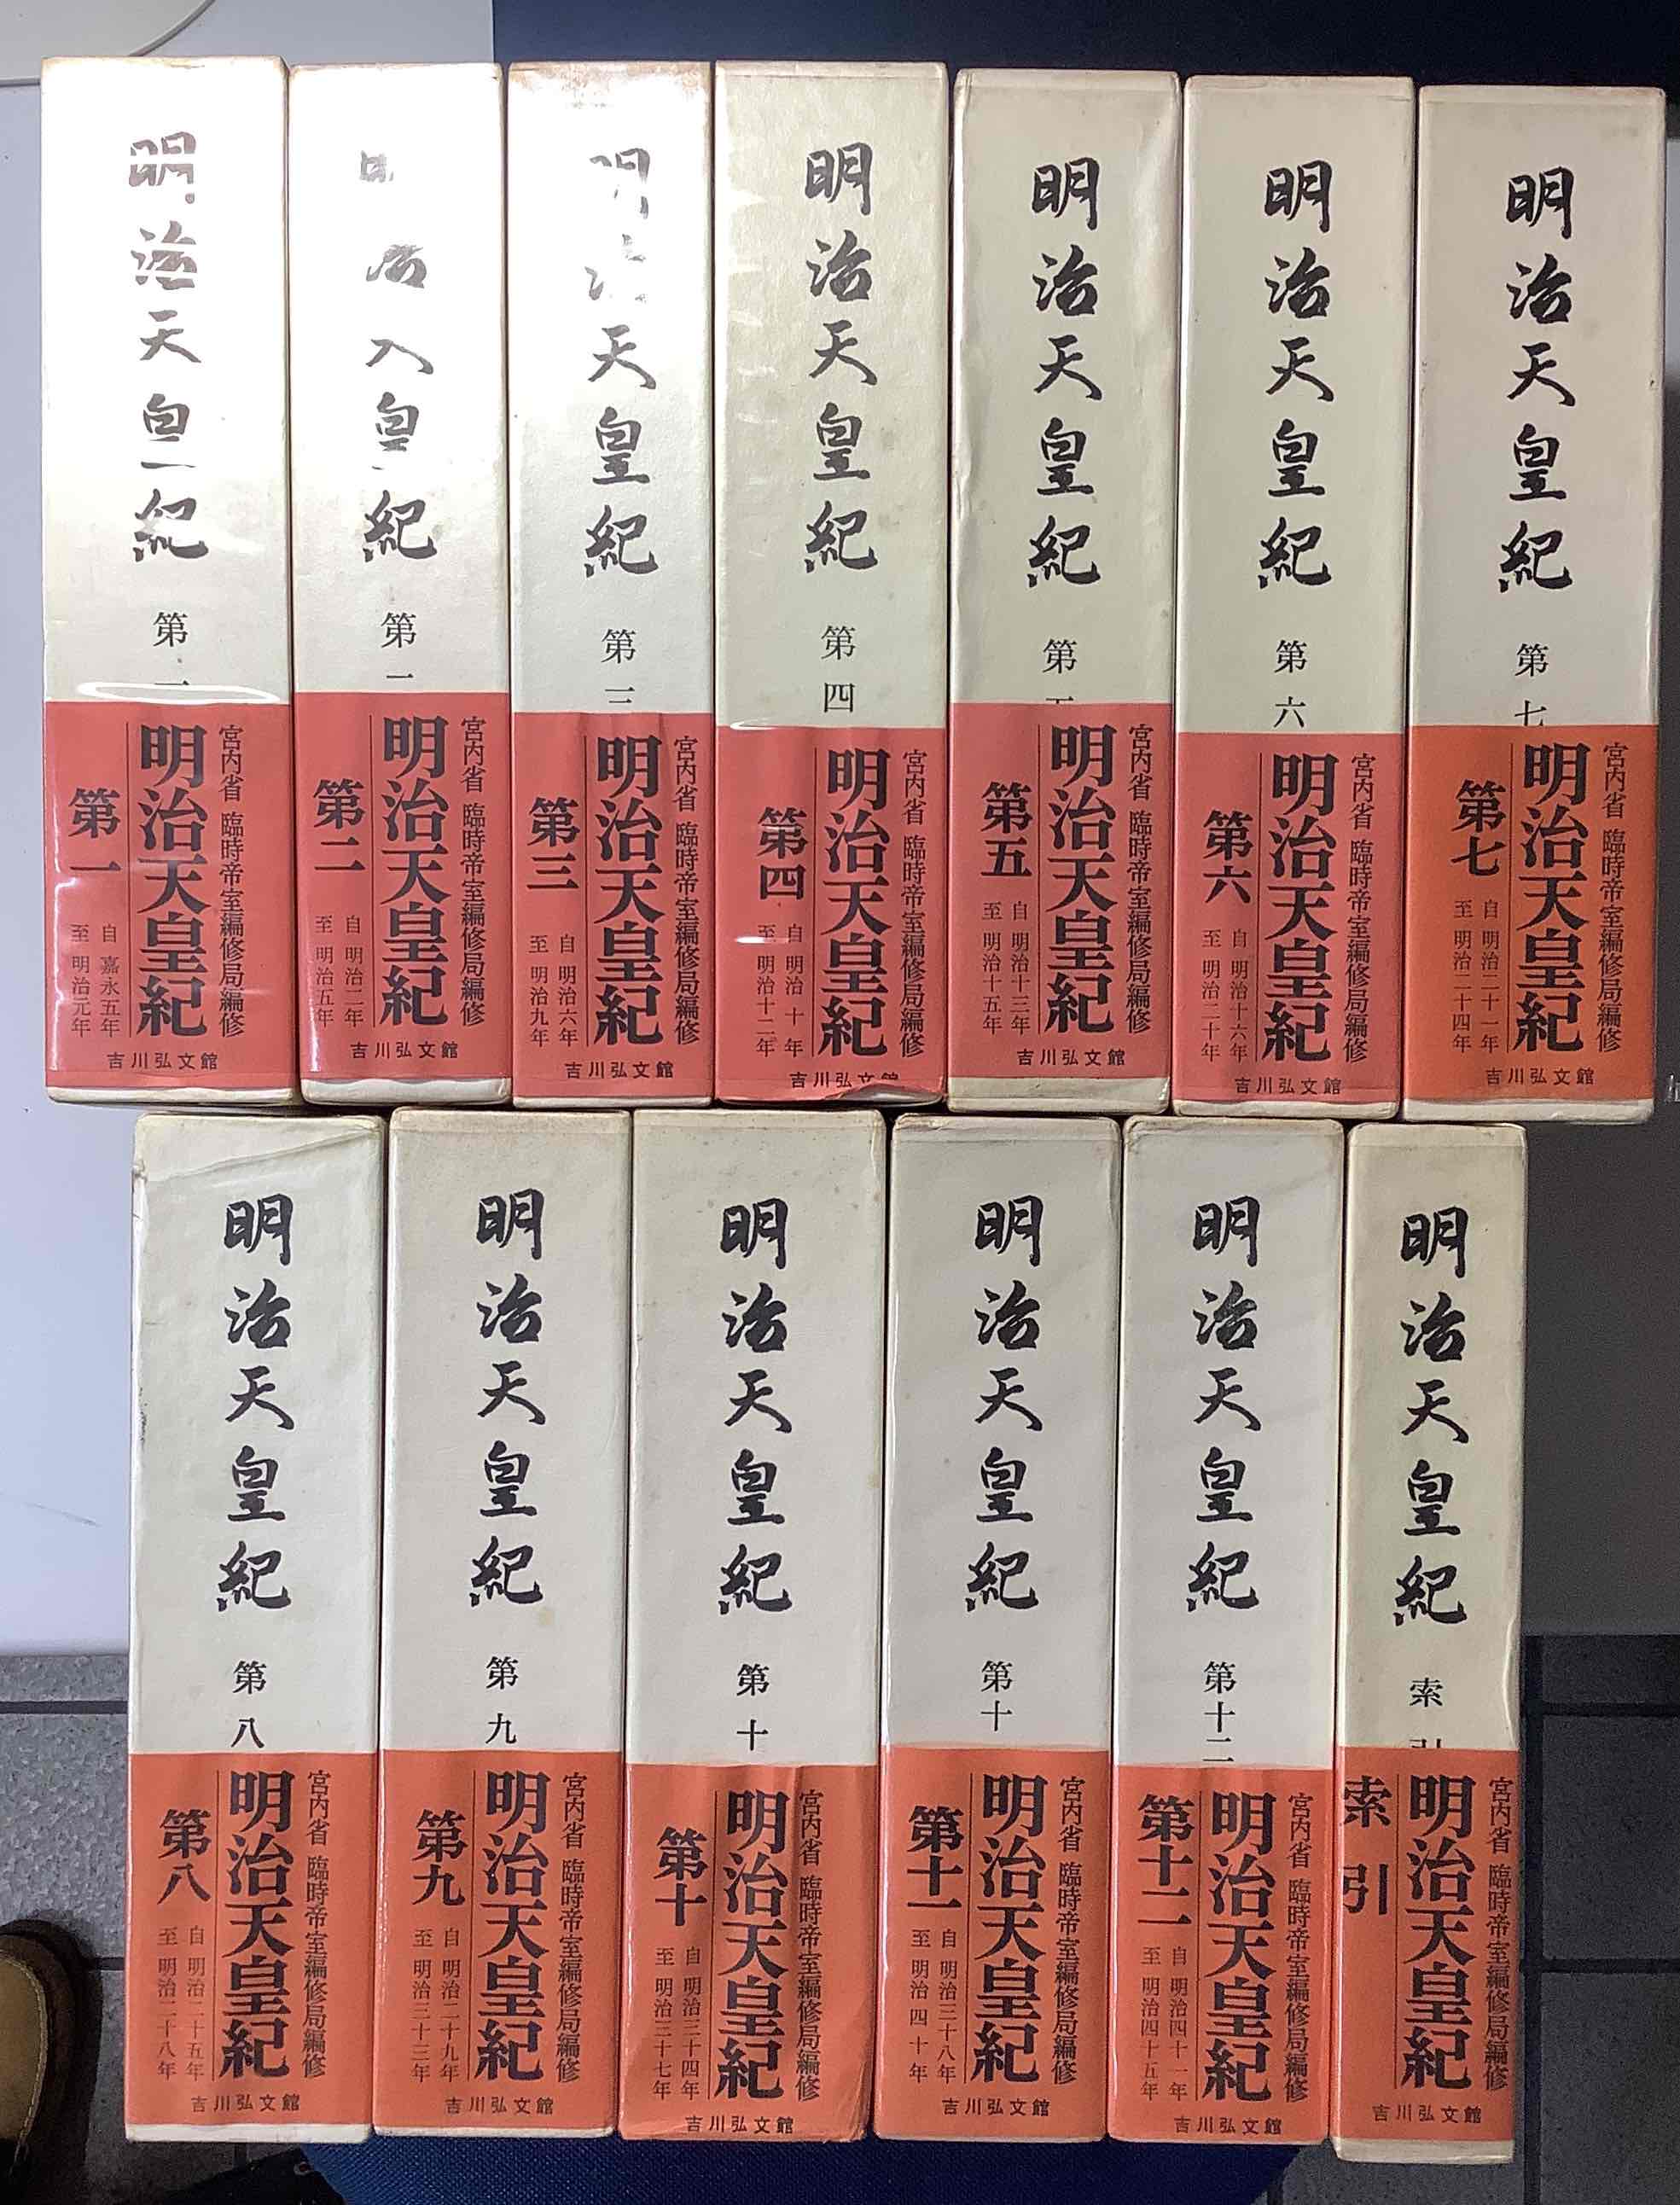 明治天皇紀
第一
宮内省 臨時帝室編修局編修
明治天皇紀
第一
自 嘉永五年
至 明治元年
吉川弘文館
治
皇紀
第
宮内省 臨時帝室編修局編修
明治天皇紀
第二
自 明治二年
至 明治五年
吉川弘文館
天皇紀
第三
宮内省 臨時帝室編修局編修
明治天皇紀
第三
自 明治六年
至 明治九年
吉川弘文館
明治天皇紀
第四
宮内省 臨時帝室編修局編修
明治天皇紀
第四
自 明治十年
至 明治十二年
吉川弘文館
明治天皇紀
第
宮内省 臨時帝室編修局編修
明治天皇紀
第五
自 明治十三年
至 明治十五年
吉川弘文館
明治天皇紀
第六
宮内省 臨時帝室編修局編修
明治天皇紀
第六
自 明治十六年
至 明治二十年
吉川弘文館
明治天皇紀
第七
宮内省 臨時帝室編修局編修
明治天皇紀
第七
自 明治二十一年
至 明治二十四年
吉川弘文館
明治天皇紀
第八
宮内省 臨時帝室編修局編修
明治天皇紀
第八
自 明治二十五年
至 明治二十八年
吉川弘文館
明治天皇紀
第九
宮内省 臨時帝室編修局編修
明治天皇紀
第九
自 明治二十九年
至 明治三十三年
吉川弘文館
明治天皇紀
第十
宮内省 臨時帝室編修局編修
明治天皇紀
第十
自 明治三十四年
至 明治三十七年
吉川弘文館
明治天皇紀
第十
宮内省 臨時帝室編修局編修
明治天皇紀
第十一
自 明治三十八年
至 明治四十年
吉川弘文館
明治天皇紀
第十二
宮内省 臨時帝室編修局編修
明治天皇紀
第十二
自 明治四十一年
至 明治四十五年
吉川弘文館
明治天皇紀
索引
宮内省 臨時帝室編修局編修
明治天皇紀
索引
吉川弘文館